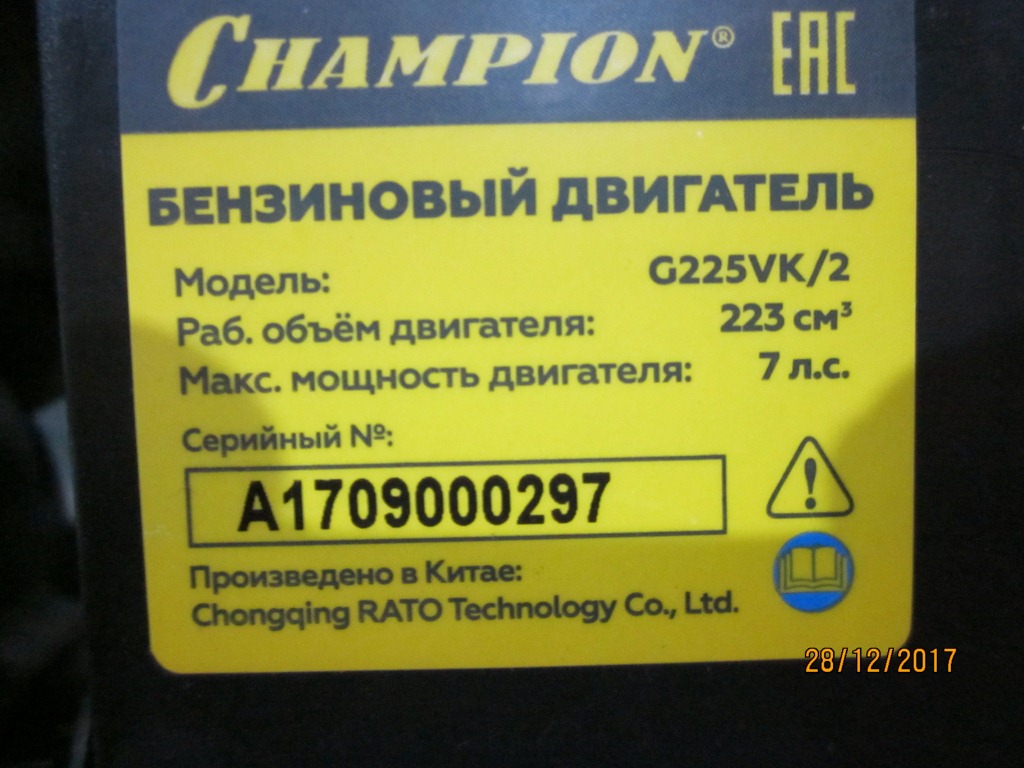 CHAMPION® EAC
БЕНЗИНОВЫЙ ДВИГАТЕЛЬ
Модель: G225VK/2
Раб. объём двигателя: 223 см³
Макс. мощность двигателя: 7 л.с.
Серийный №:
A1709000297
Произведено в Китае:
Chongqing RATO Technology Co., Ltd.
28/12/2017